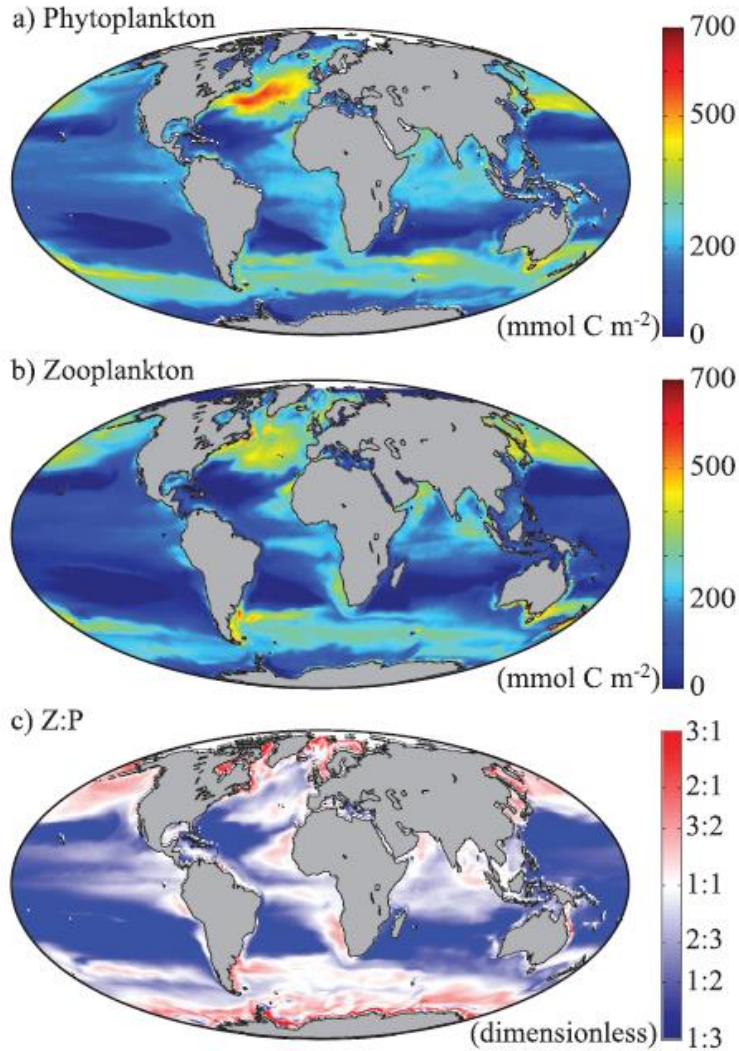 a) Phytoplankton
700
500
200
0
(mmol C m⁻²)
b) Zooplankton
700
500
200
0
(mmol C m⁻²)
c) Z:P
3:1
2:1
3:2
1:1
2:3
1:2
1:3
(dimensionless)